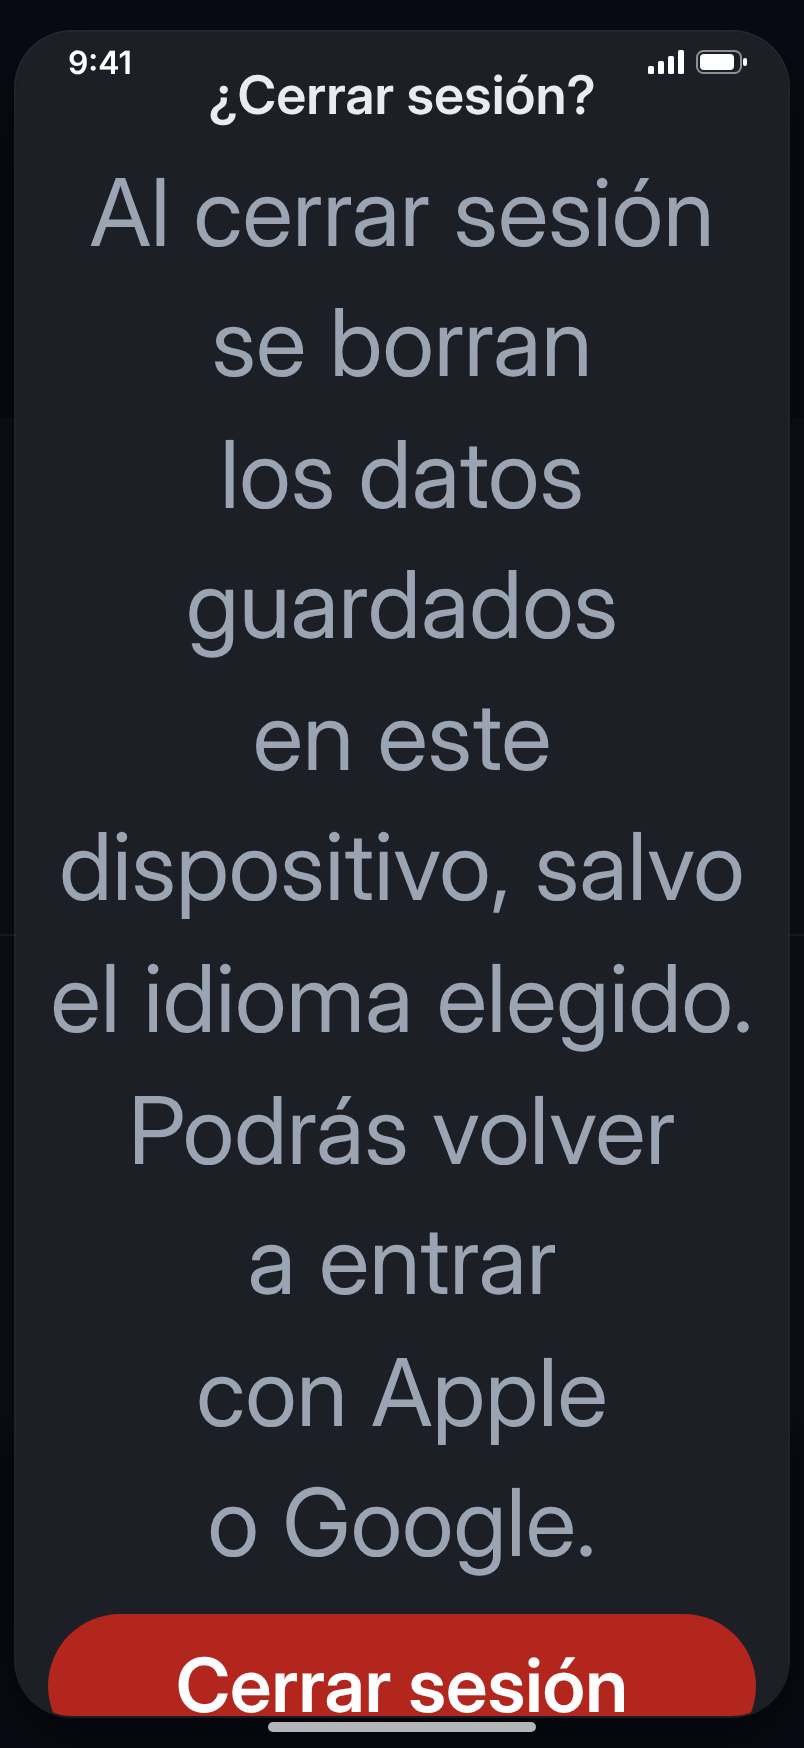 9:41
¿Cerrar sesión?
Al cerrar sesión
se borran
los datos
guardados
en este
dispositivo, salvo
el idioma elegido.
Podrás volver
a entrar
con Apple
o Google.
Cerrar sesión